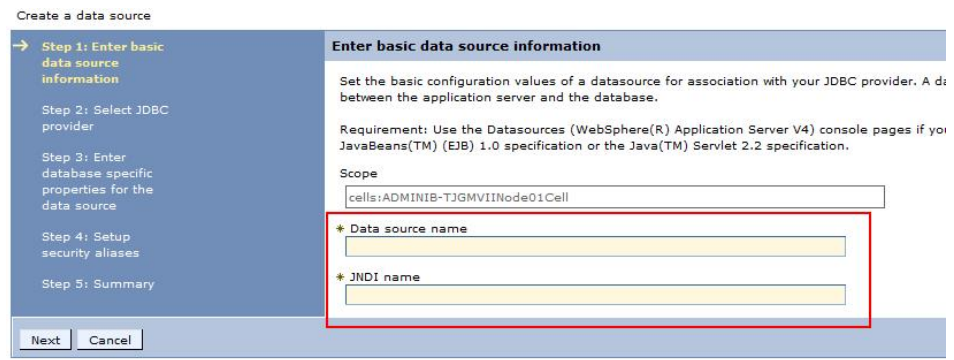 Create a data source
Step 1: Enter basic
data source
information
Step 2: Select JDBC
provider
Step 3: Enter
database specific
properties for the
data source
Step 4: Setup
security aliases
Step 5: Summary
Enter basic data source information
Set the basic configuration values of a datasource for association with your JDBC provider. A da
between the application server and the database.
Requirement: Use the Datasources (WebSphere(R) Application Server V4) console pages if you
JavaBeans(TM) (EJB) 1.0 specification or the Java(TM) Servlet 2.2 specification.
Scope
cells:ADMINIB-TJGMVIINode01Cell
* Data source name
* JNDI name
Next Cancel